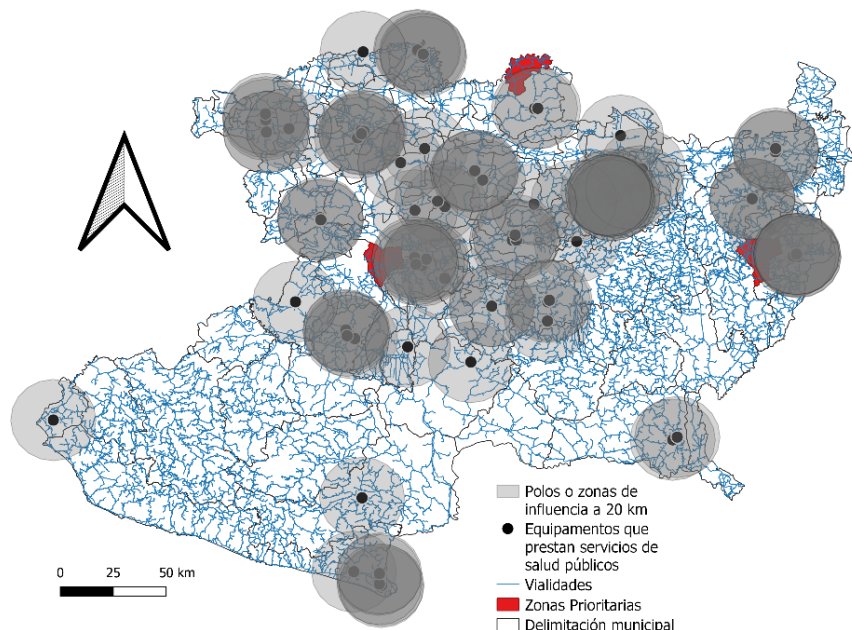 Polos o zonas de
influencia a 20 km
Equipamentos que
prestan servicios de
salud públicos
Vialidades
Zonas Prioritarias
Delimitación municipal
0 25 50 km